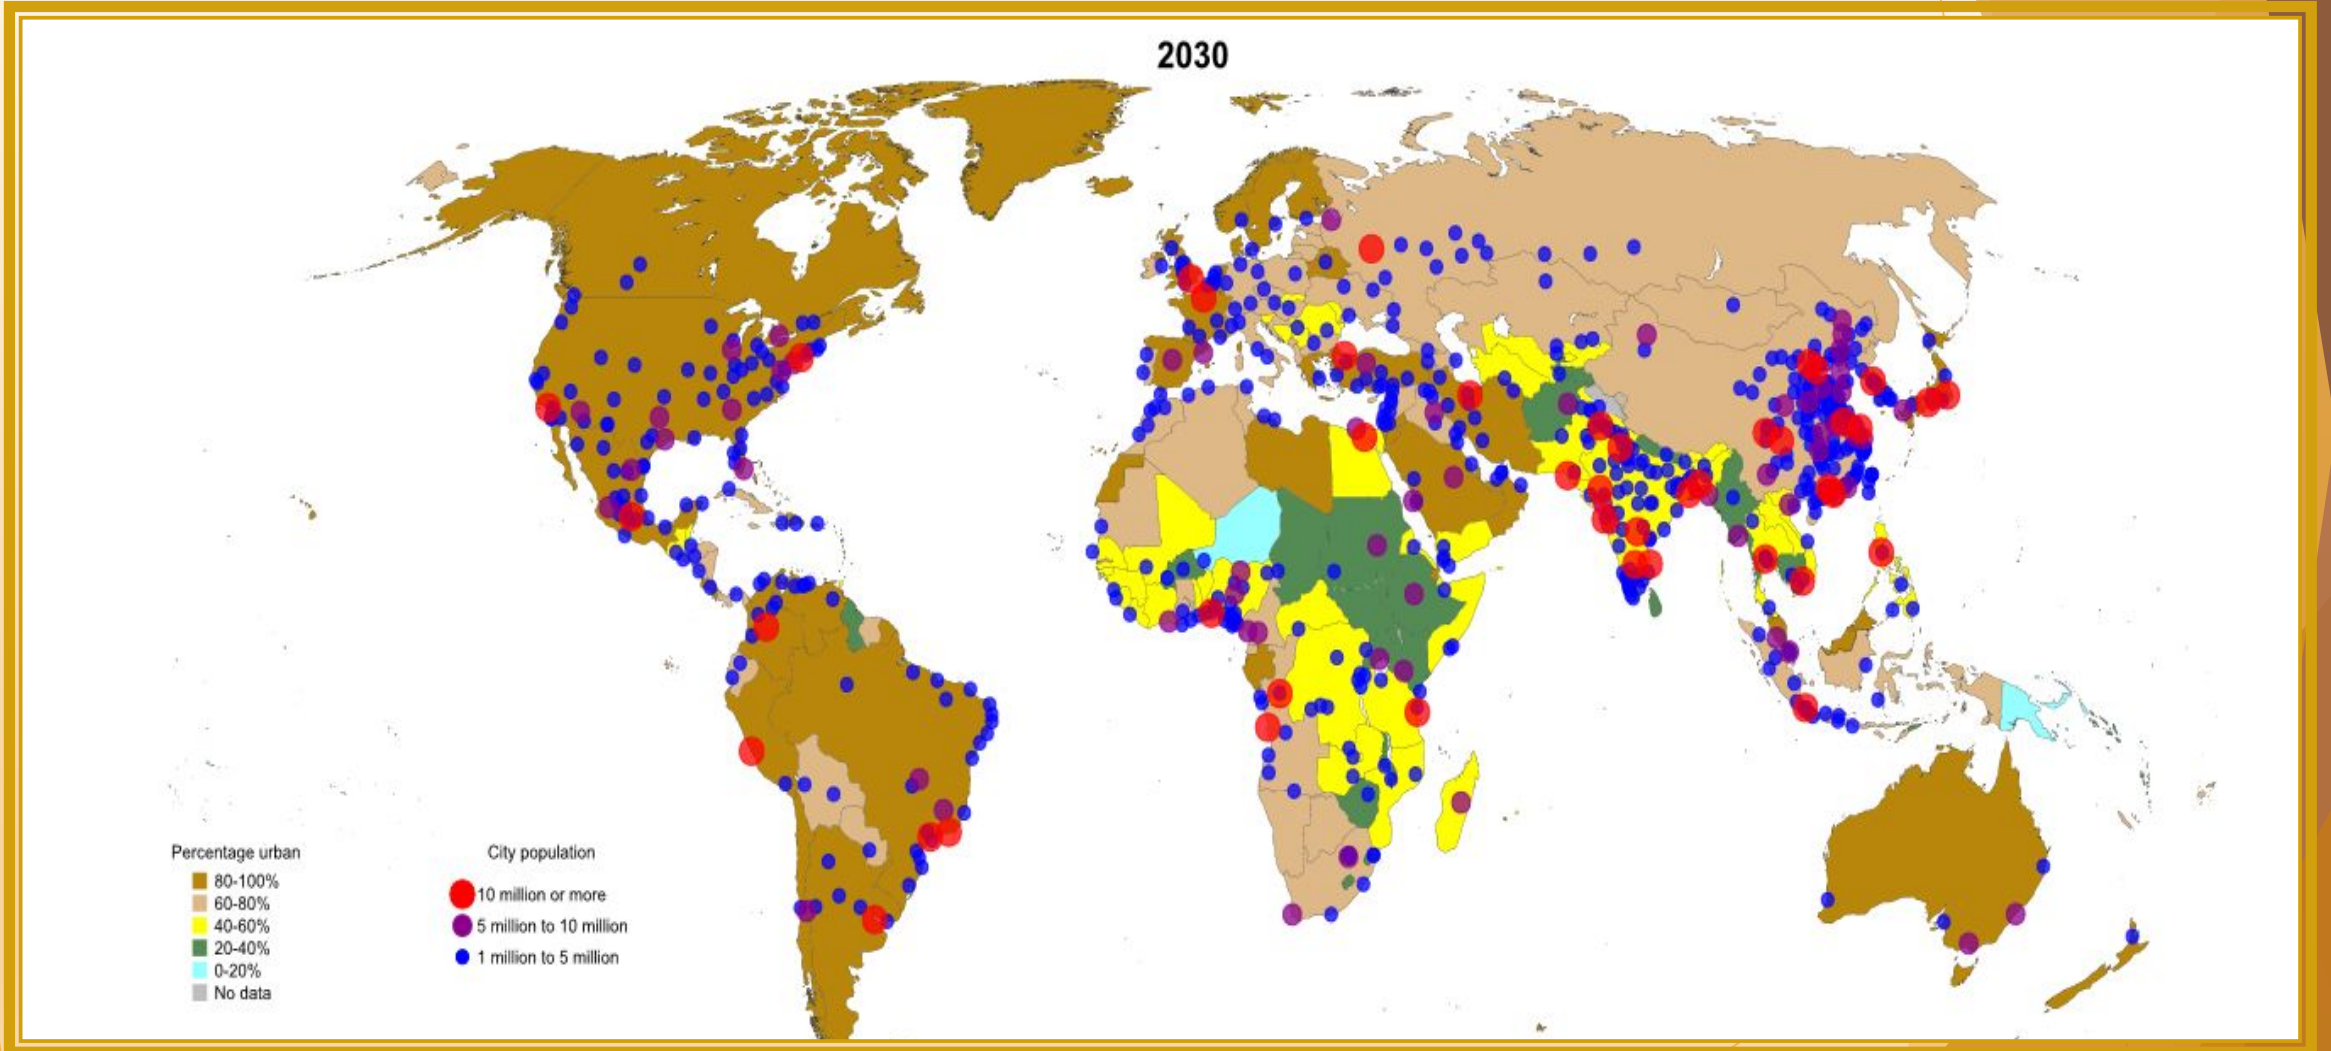 2030
Percentage urban
80-100%
60-80%
40-60%
20-40%
0-20%
No data
City population
10 million or more
5 million to 10 million
1 million to 5 million